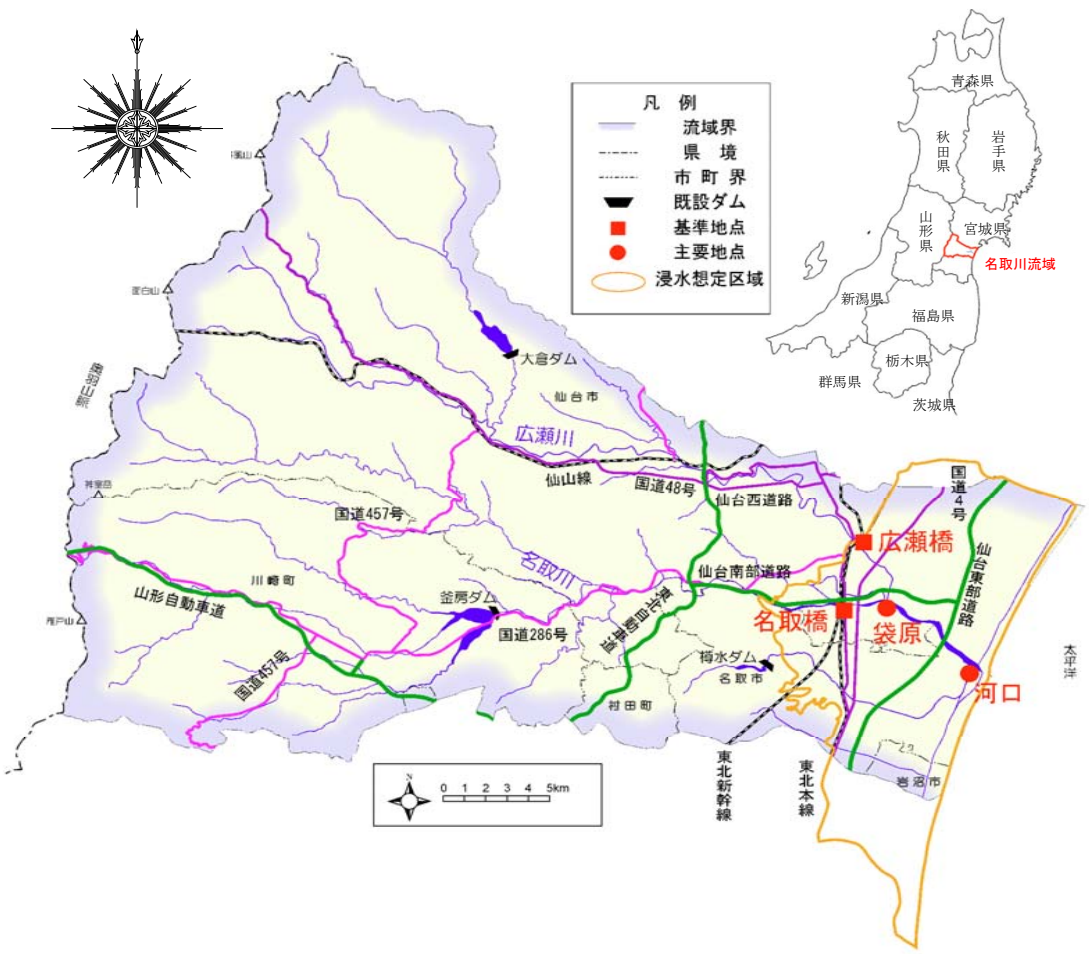 凡 例
流域界
県 境
市 町 界
既設ダム
基準地点
主要地点
浸水想定区域
青森県
秋田県
岩手県
山形県
宮城県
名取川流域
新潟県
福島県
栃木県
群馬県
茨城県
面白山
大倉ダム
仙台市
広瀬川
仙山線
国道48号
仙台西道路
国道4号
神室岳
国道457号
広瀬橋
仙台東部道路
名取川
仙台南部道路
川崎町
山形自動車道
釜房ダム
東北自動車道
名取橋
袋原
雁戸山
国道286号
国道457号
樽水ダム
名取市
太平洋
河口
村田町
東北新幹線
東北本線
岩沼市
N
0 1 2 3 4 5km